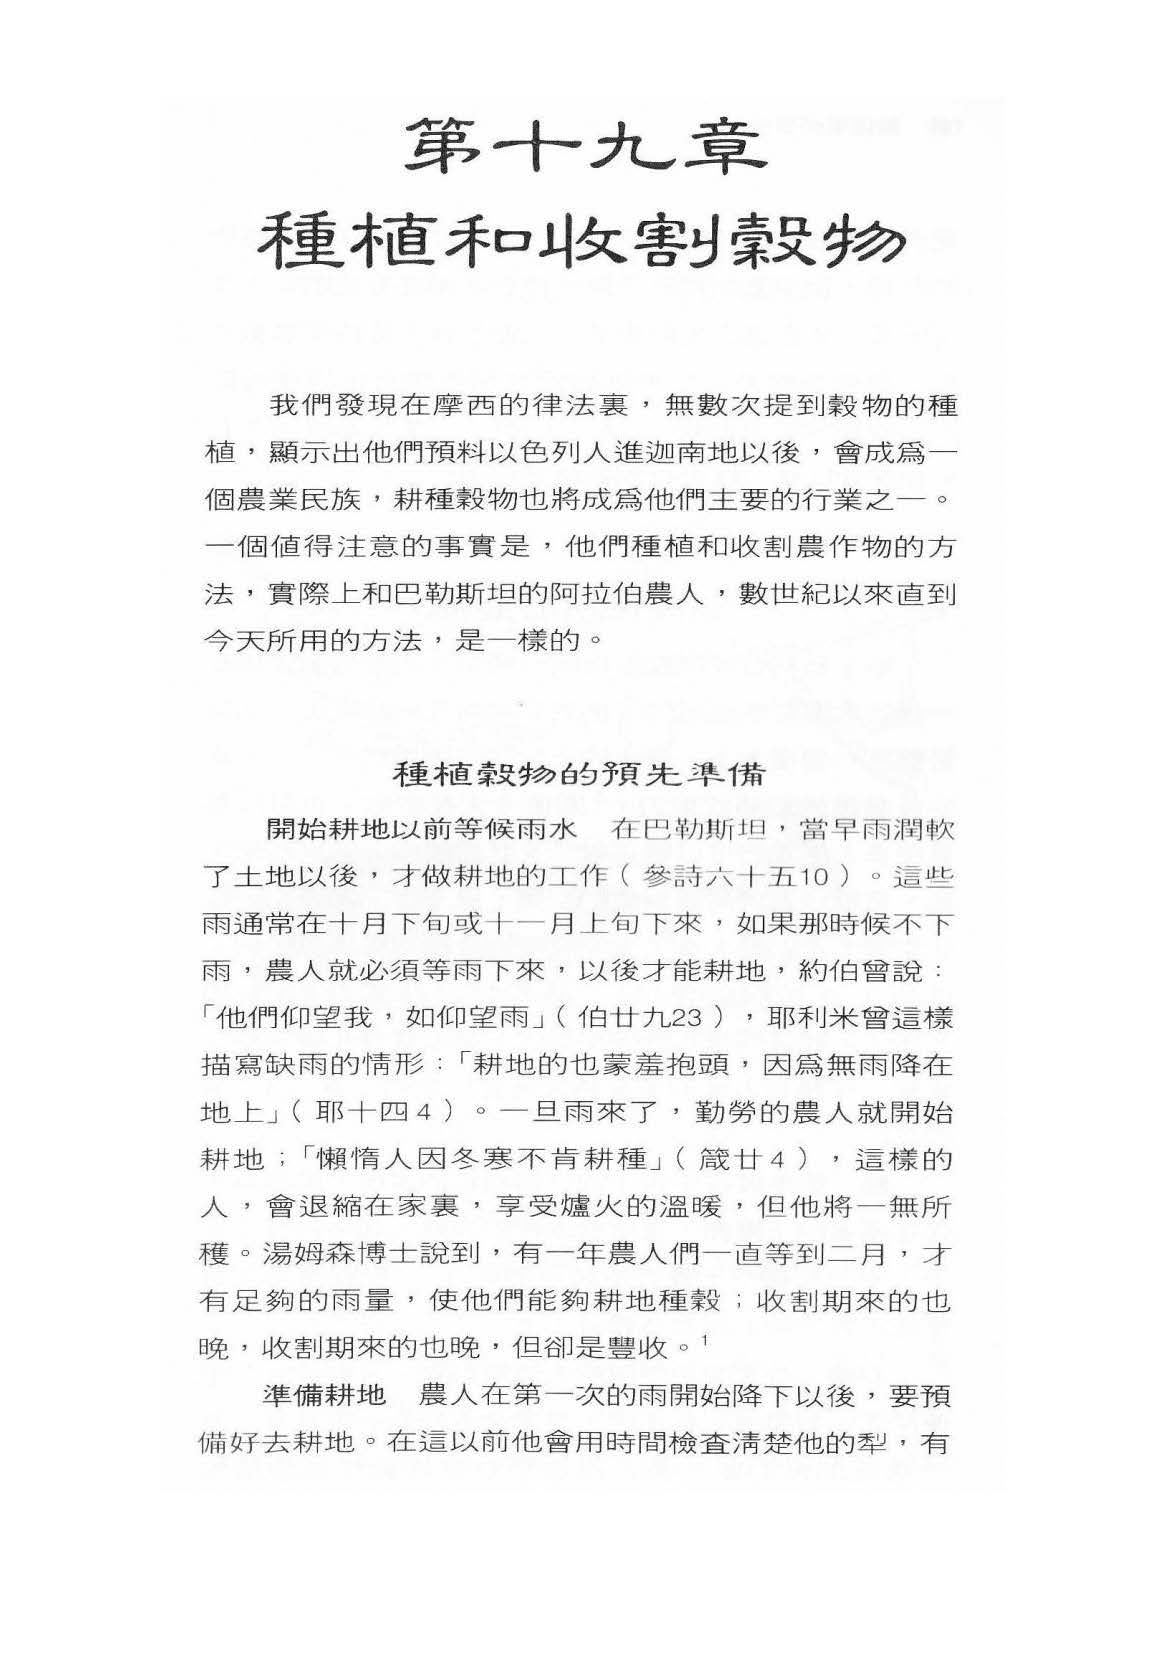 第十九章
種植和收割穀物
我們發現在摩西的律法裏，無數次提到穀物的種
植，顯示出他們預料以色列人進迦南地以後，會成爲一
個農業民族，耕種穀物也將成爲他們主要的行業之一。
一個値得注意的事實是，他們種植和收割農作物的方
法，實際上和巴勒斯坦的阿拉伯農人，數世紀以來直到
今天所用的方法，是一樣的。
種植穀物的預先準備
開始耕地以前等候雨水　在巴勒斯坦，當早雨潤軟
了土地以後，才做耕地的工作（參詩六十五10）。這些
雨通常在十月下旬或十一月上旬下來，如果那時候不下
雨，農人就必須等雨下來，以後才能耕地，約伯曾說：
「他們仰望我，如仰望雨」（伯廿九23），耶利米曾這樣
描寫缺雨的情形：「耕地的也蒙羞抱頭，因爲無雨降在
地上」（耶十四4）。一旦雨來了，勤勞的農人就開始
耕地；「懶惰人因冬寒不肯耕種」（箴廿4），這樣的
人，會退縮在家裏，享受爐火的溫暖，但他將一無所
穫。湯姆森博士說到，有一年農人們一直等到二月，才
有足夠的雨量，使他們能夠耕地種穀；收割期來的也
晚，收割期來的也晚，但卻是豐收。1
準備耕地　農人在第一次的雨開始降下以後，要預
備好去耕地。在這以前他會用時間檢查淸楚他的犁，有